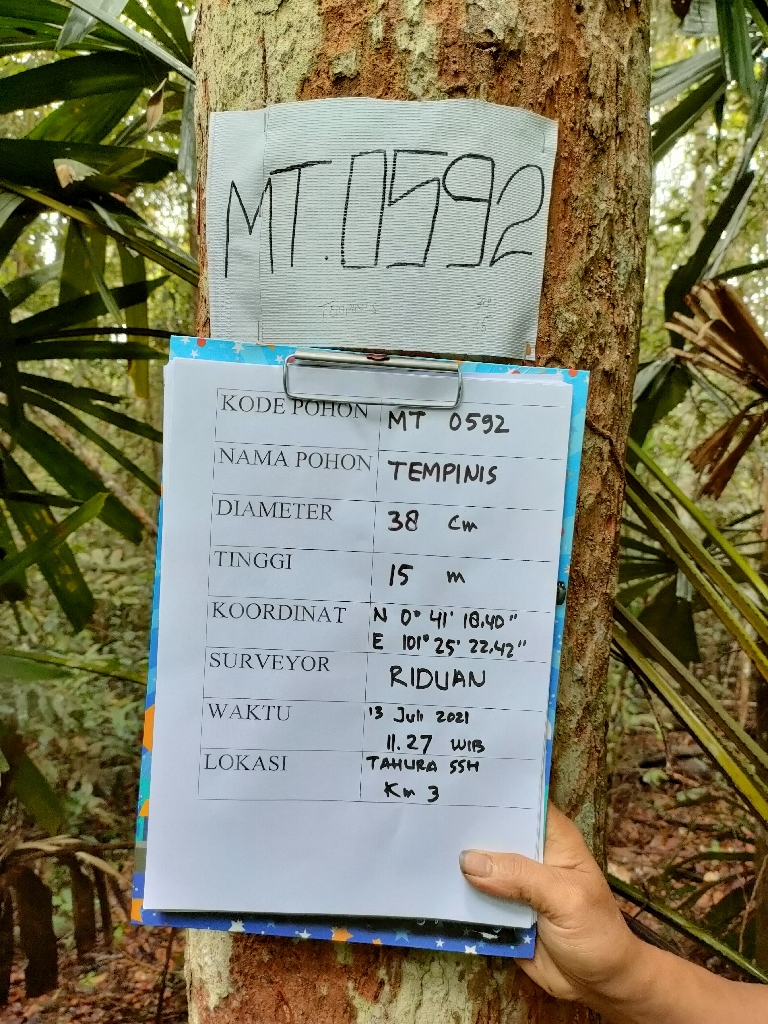 MT.0592
TEMPINIS
KODE POHON MT 0592
NAMA POHON TEMPINIS
DIAMETER 38 Cm
TINGGI 15 m
KOORDINAT N 0° 41' 18,40"
E 101° 25' 22,42"
SURVEYOR RIDUAN
WAKTU 13 Juli 2021
11.27 WIB
LOKASI TAHURA SSH
Km 3